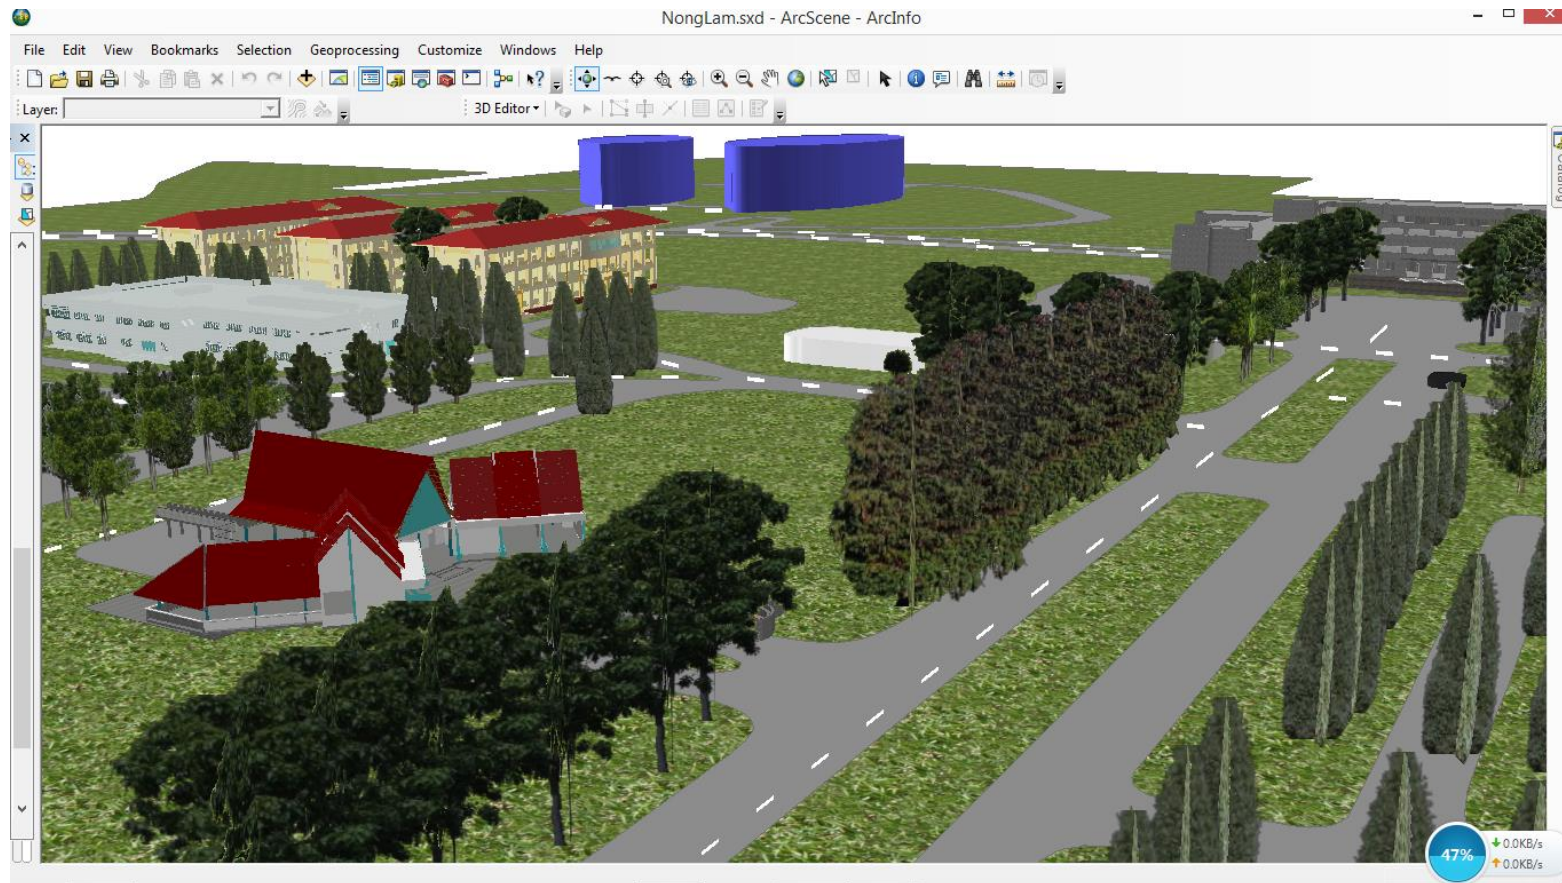 NongLam.sxd - ArcScene - ArcInfo
File Edit View Bookmarks Selection Geoprocessing Customize Windows Help
Layer:
3D Editor
Catalog
47%
0.0KB/s
0.0KB/s